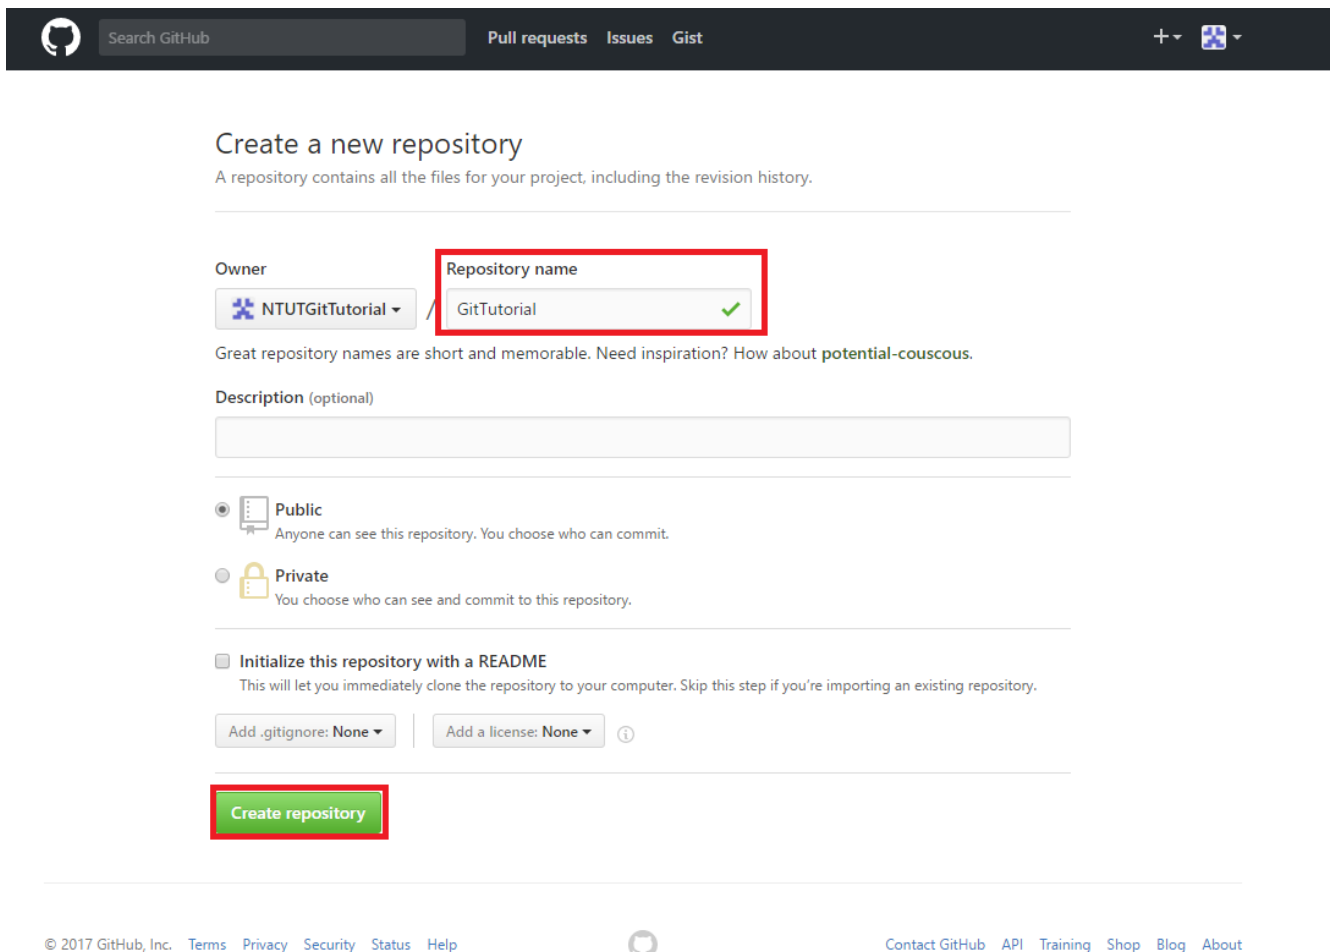 Search GitHub Pull requests Issues Gist
Create a new repository
A repository contains all the files for your project, including the revision history.
Owner Repository name
NTUTGitTutorial / GitTutorial
Great repository names are short and memorable. Need inspiration? How about potential-couscous.
Description (optional)
Public
Anyone can see this repository. You choose who can commit.
Private
You choose who can see and commit to this repository.
Initialize this repository with a README
This will let you immediately clone the repository to your computer. Skip this step if you’re importing an existing repository.
Add .gitignore: None Add a license: None
Create repository
© 2017 GitHub, Inc. Terms Privacy Security Status Help Contact GitHub API Training Shop Blog About